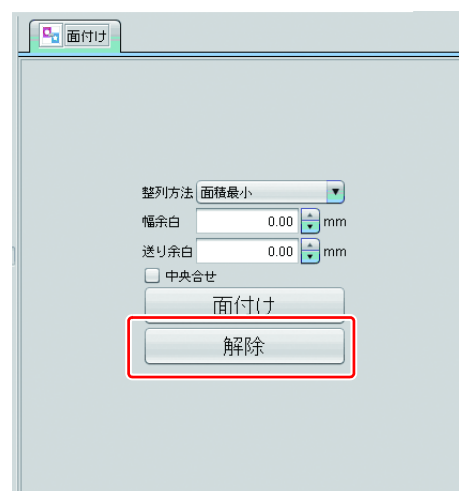 面付け
整列方法 面積最小
幅余白 0.00 mm
送り余白 0.00 mm
中央合せ
面付け
解除